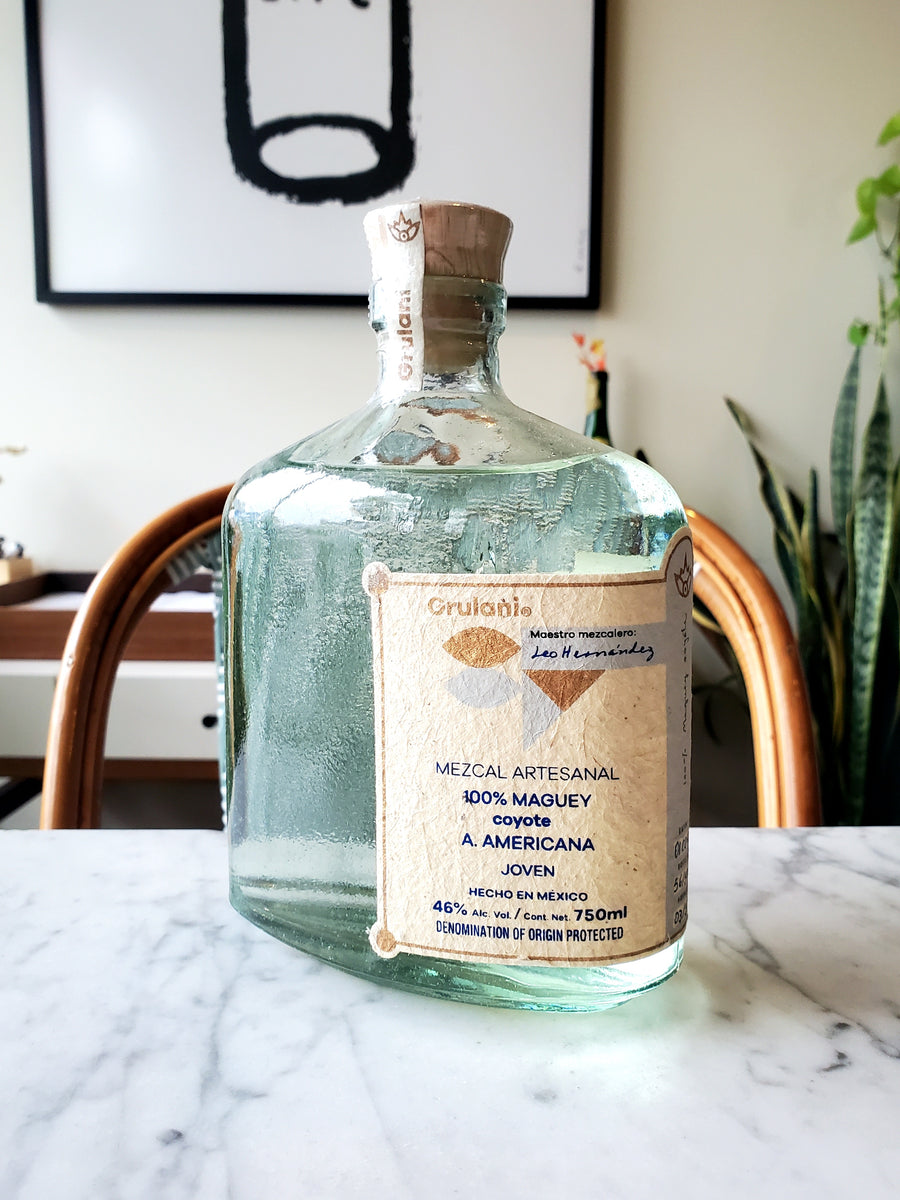 Grulani
Grulani
Maestro mezcalero:
Leo Hernández
MEZCAL ARTESANAL
100% MAGUEY
coyote
A. AMERICANA
JOVEN
HECHO EN MÉXICO
46% Alc. Vol. / Cont. Net. 750ml
DENOMINATION OF ORIGIN PROTECTED